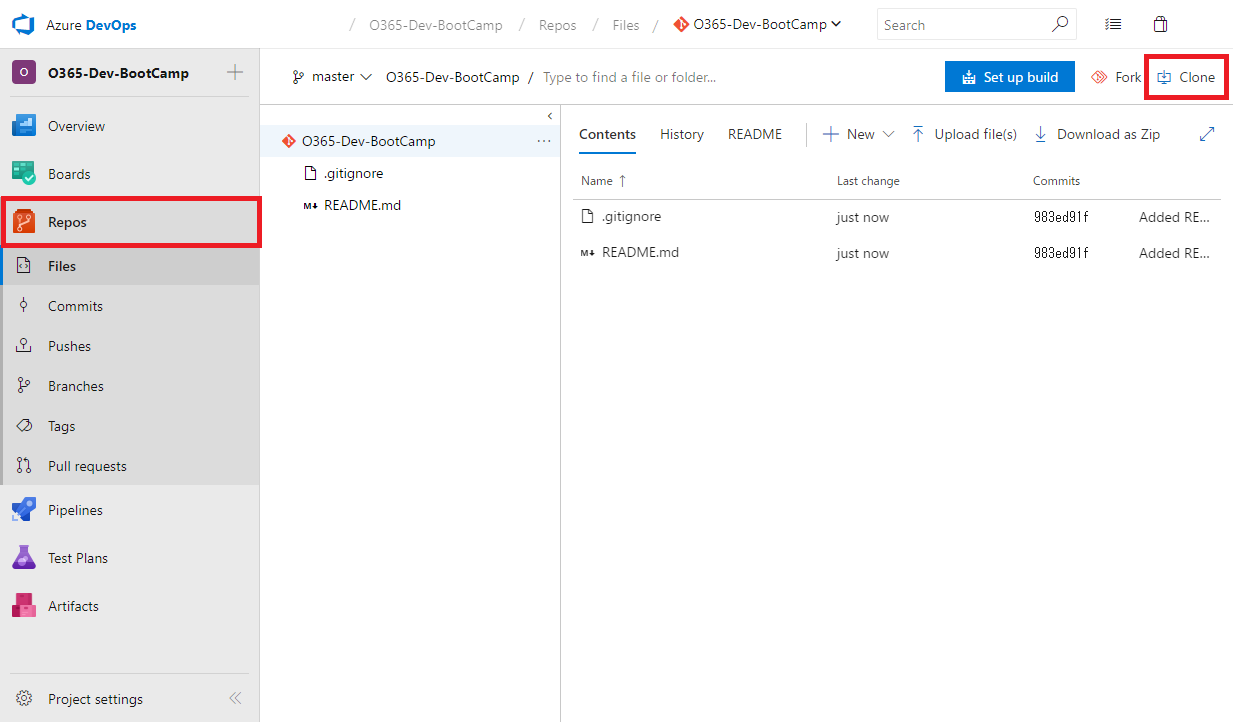 Azure DevOps / O365-Dev-BootCamp / Repos / Files / O365-Dev-BootCamp Search
O O365-Dev-BootCamp
master O365-Dev-BootCamp / Type to find a file or folder... Set up build Fork Clone
Overview
Boards
Repos
Files
Commits
Pushes
Branches
Tags
Pull requests
Pipelines
Test Plans
Artifacts
Project settings
O365-Dev-BootCamp ...
.gitignore
README.md
Contents History README New Upload file(s) Download as Zip
Name ↑ Last change Commits
.gitignore just now 983ed91f Added RE...
README.md just now 983ed91f Added RE...